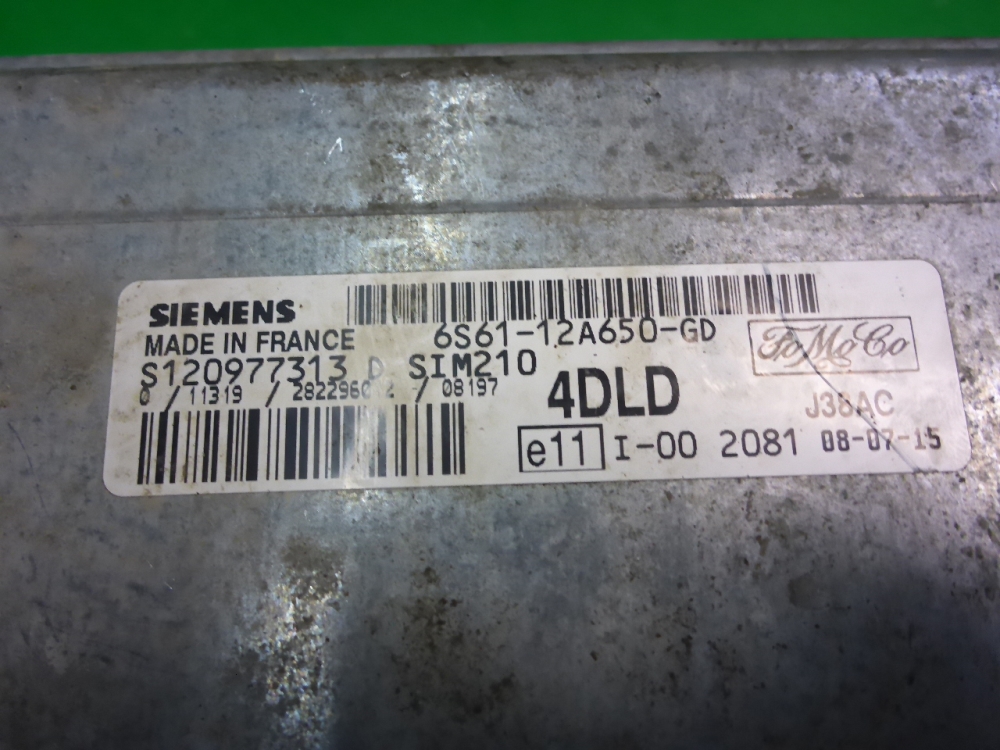 SIEMENS
MADE IN FRANCE
6S61-12A650-GD
FoMoCo
S120977313 D SIM210
0 / 11319 / / 08197
4DLD
J38AC
e11 I-00 2081 08-07-15